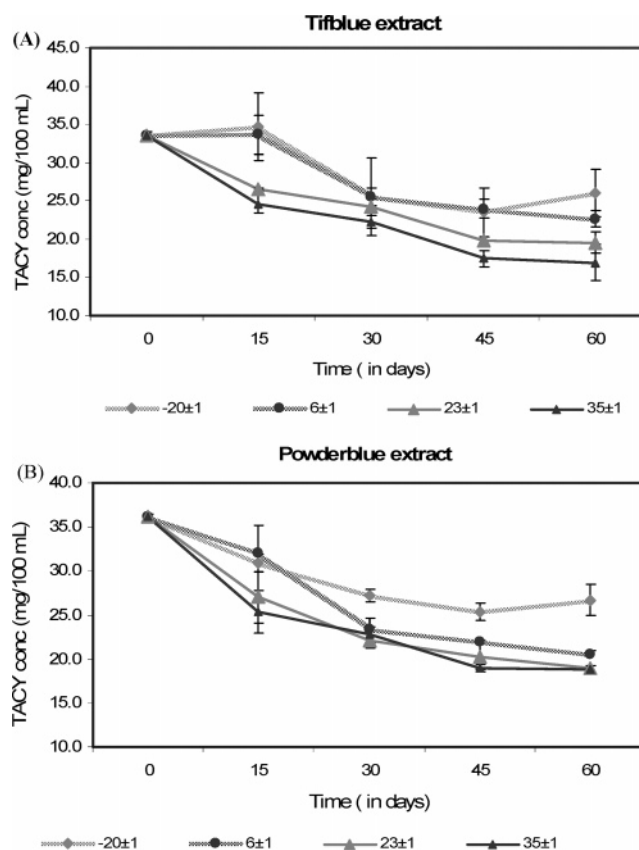 Tifblue extract
(A)
45.0
40.0
35.0
30.0
25.0
20.0
15.0
10.0
TACY conc (mg/100 mL)
0 15 30 45 60
Time ( in days)
-20±1 6±1 23±1 35±1
Powderblue extract
(B)
40.0
35.0
30.0
25.0
20.0
15.0
10.0
TACY conc (mg/100 mL)
0 15 30 45 60
Time ( in days)
-20±1 6±1 23±1 35±1